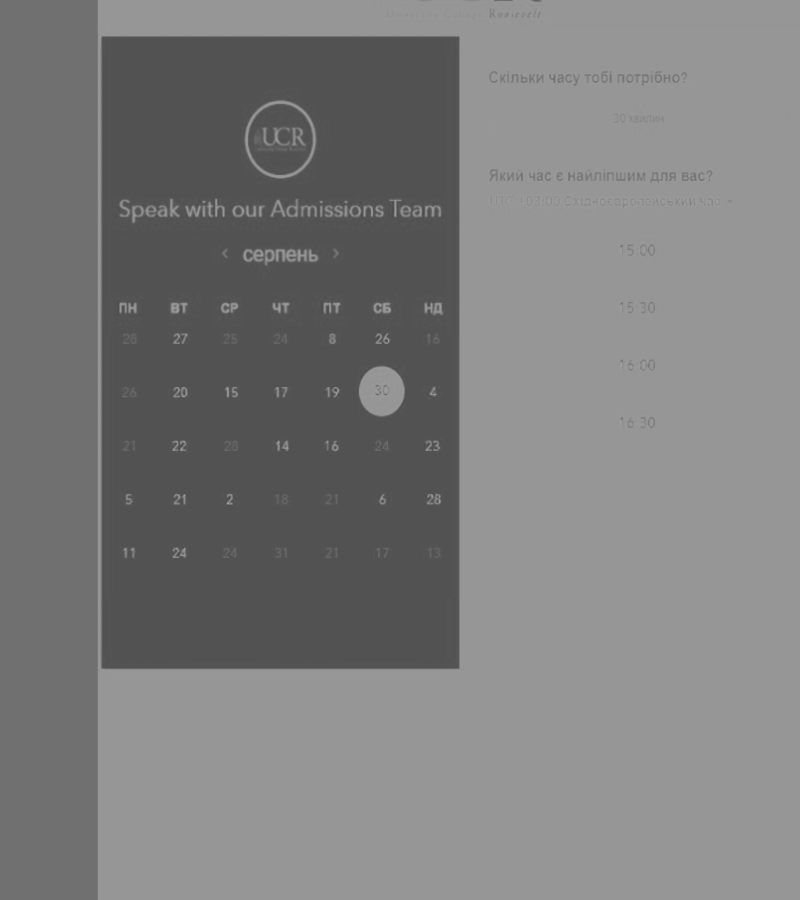 Roosevelt
Скільки часу тобі потрібно?
30 хвилин
UCR
Speak with our Admissions Team
Який час є найліпшим для вас?
UTC +03:00 Східноєвропейський час
‹ серпень ›
15:00
ПН ВТ СР ЧТ ПТ СБ НД
15:30
28 27 25 24 8 26 16
16:00
26 20 15 17 19 30 4
16:30
21 22 28 14 16 24 23
5 21 2 18 21 6 28
11 24 24 31 21 17 13